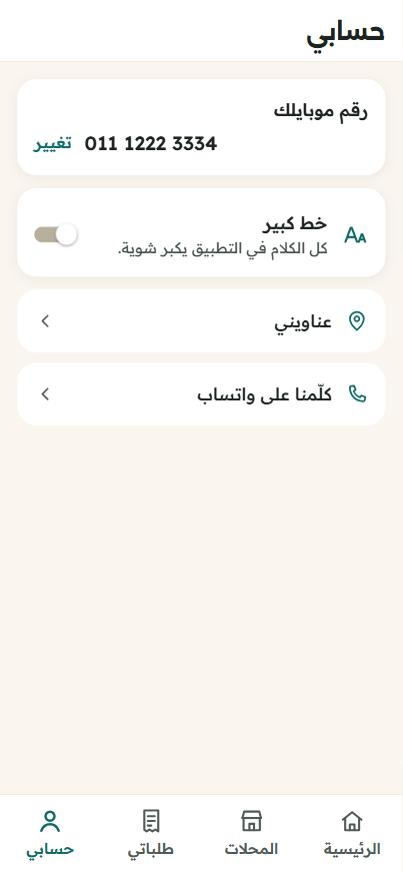 حسابي
رقم موبايلك
011 1222 3334 تغيير
خط كبير
كل الكلام في التطبيق يكبر شوية.
عناويني
كلّمنا على واتساب
الرئيسية
المحلات
طلباتي
حسابي